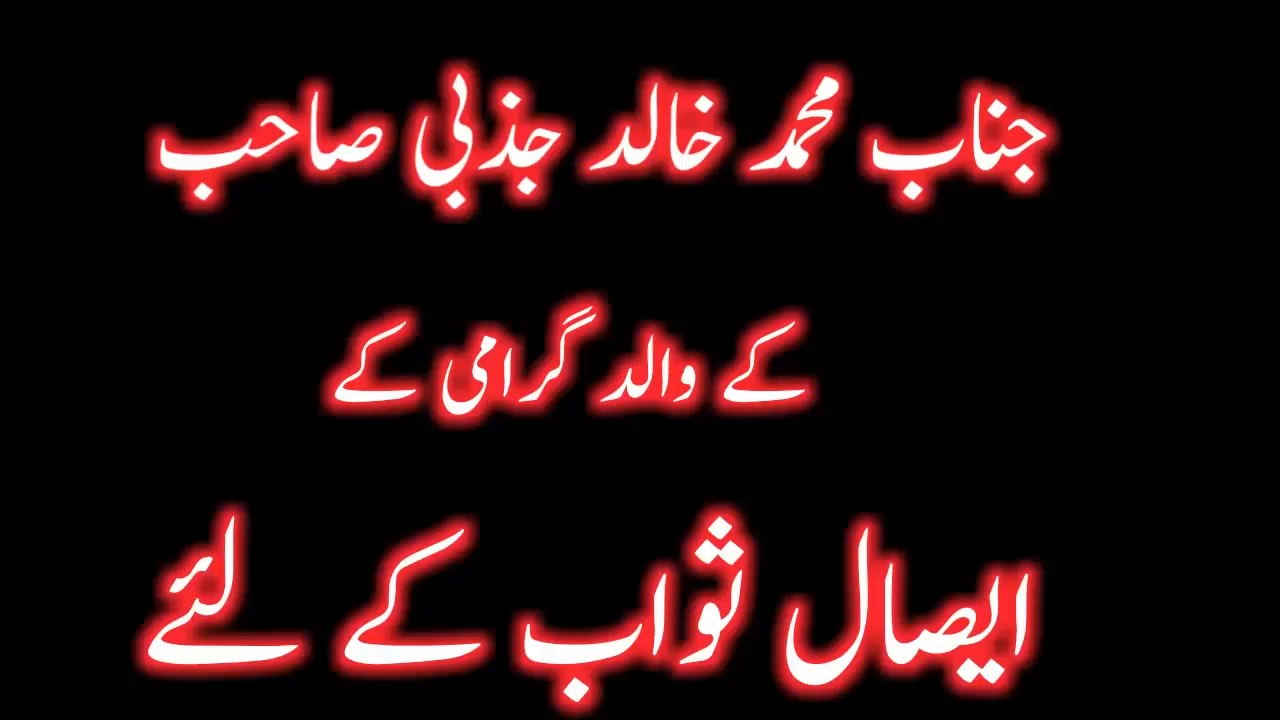 جناب محمد خالد جذبی صاحب
کے والد گرامی کے
ایصال ثواب کے لئے